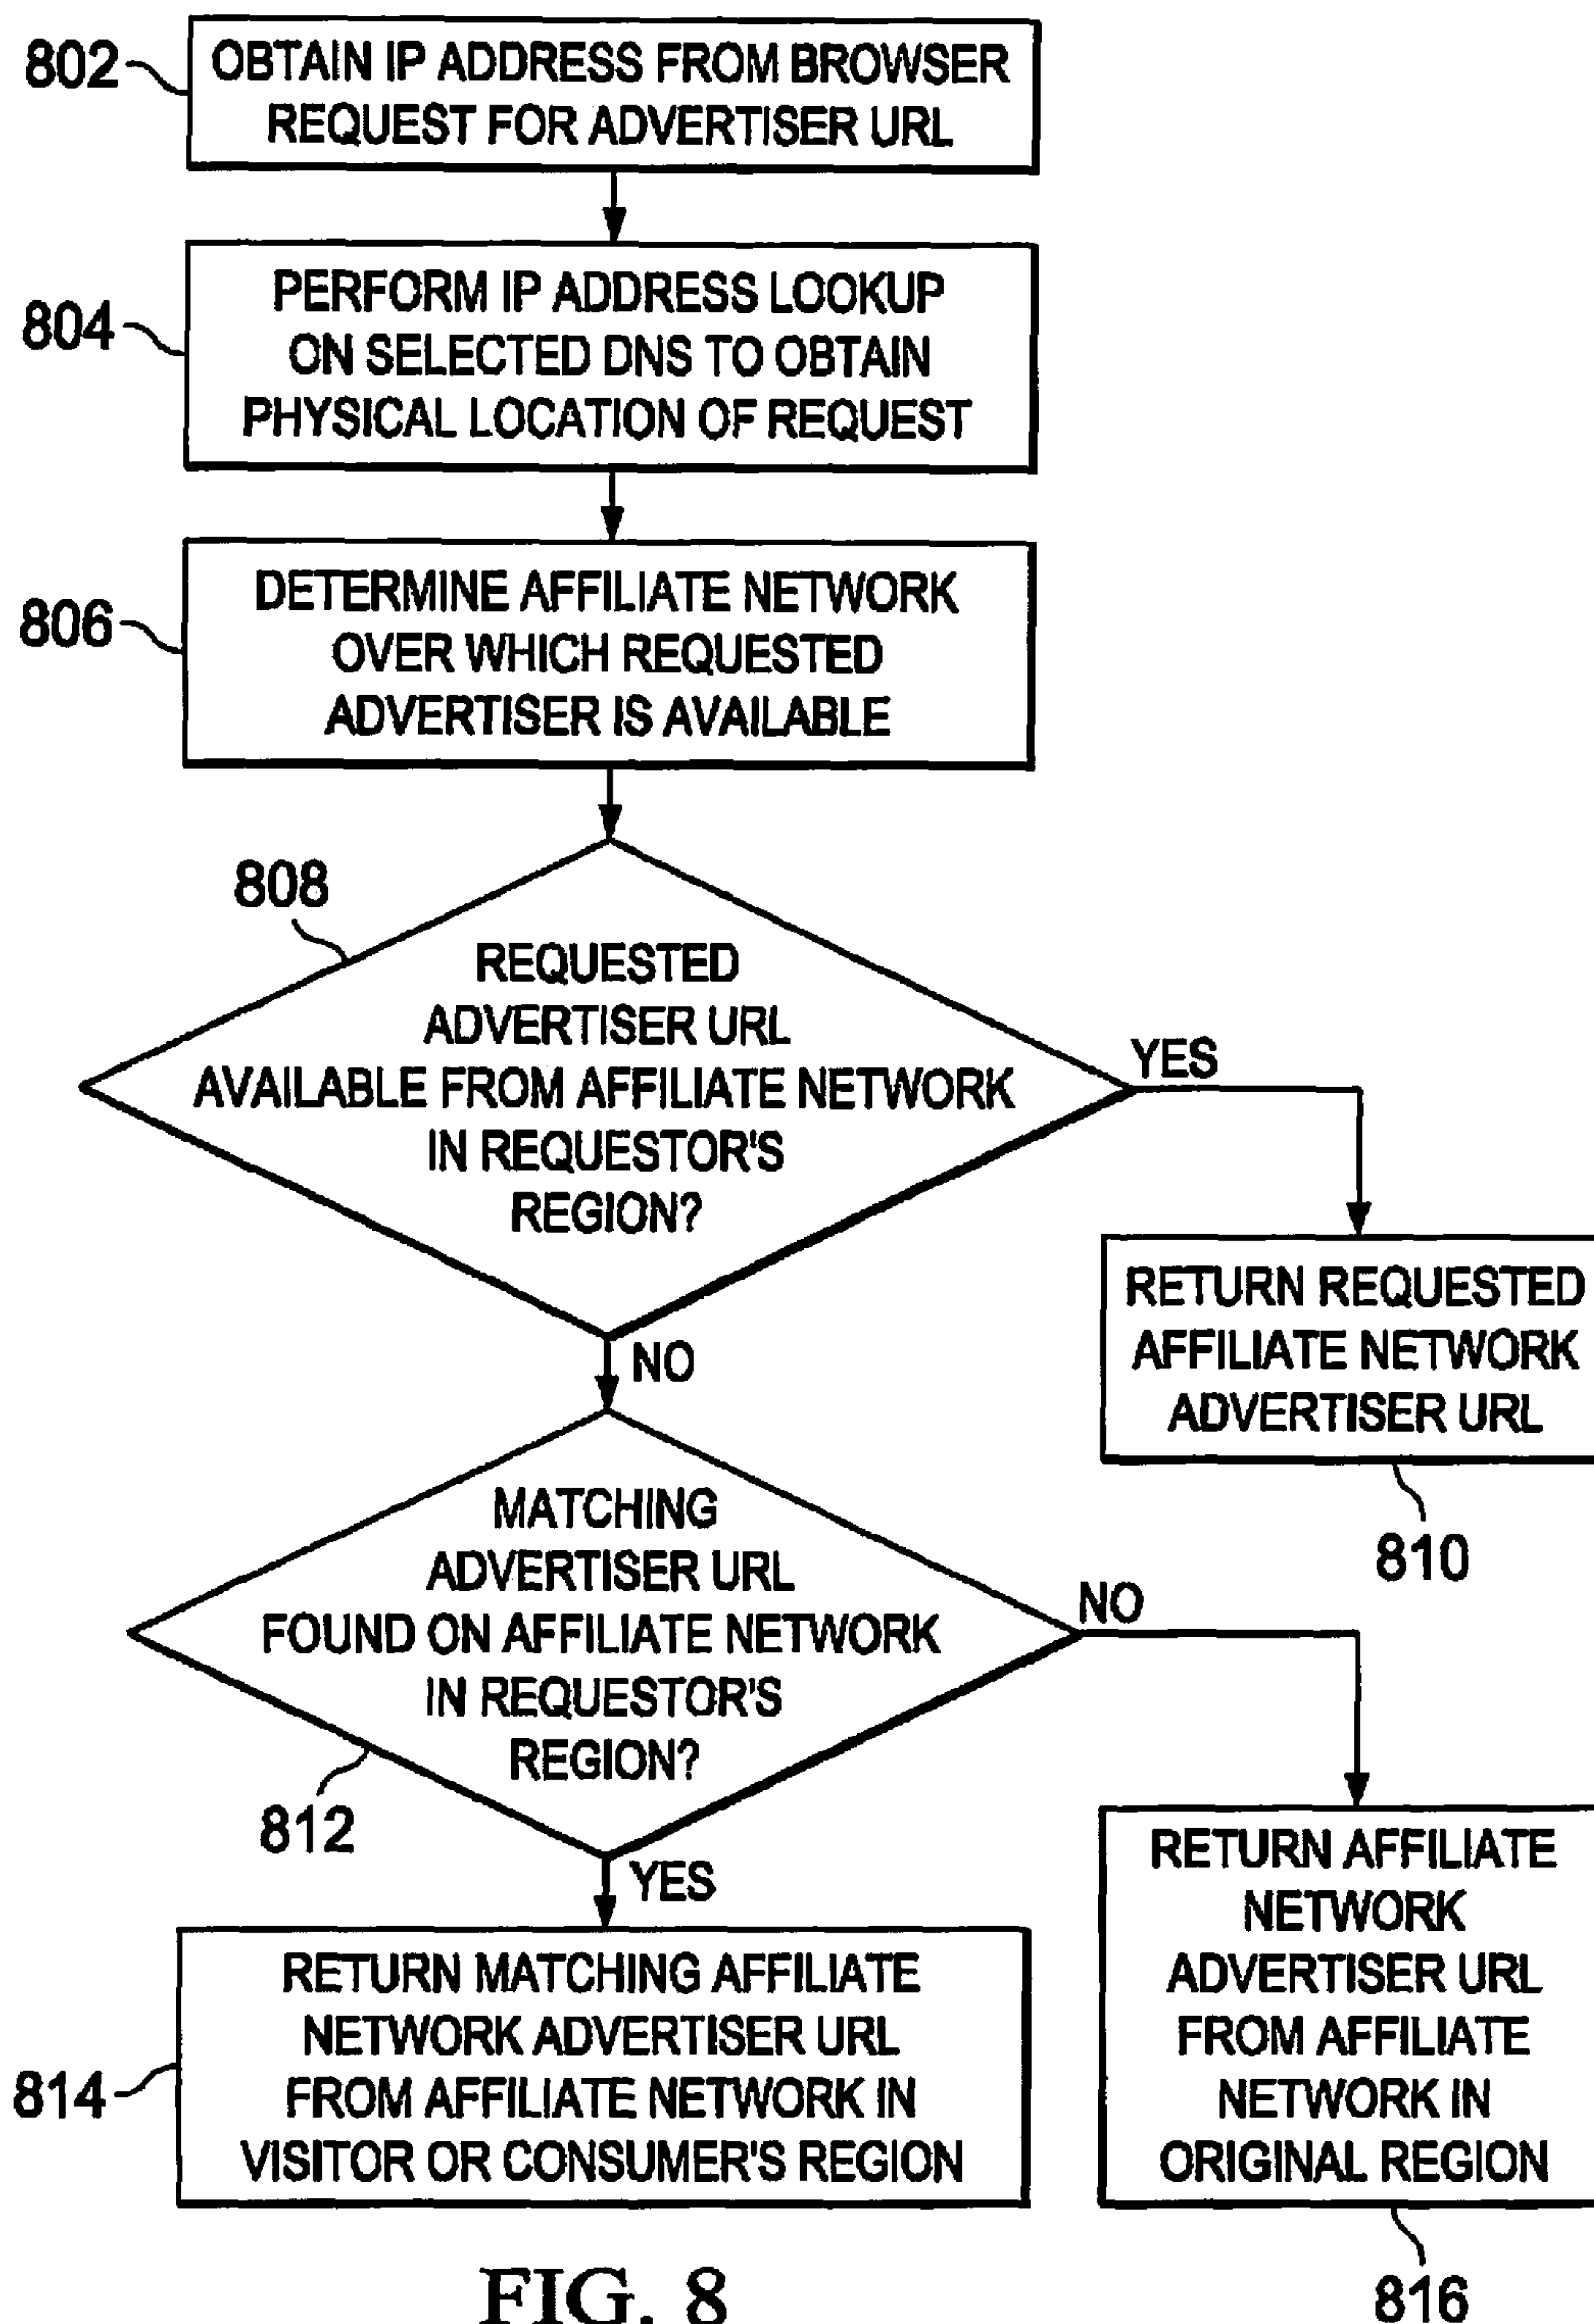 802
OBTAIN IP ADDRESS FROM BROWSER
REQUEST FOR ADVERTISER URL
804
PERFORM IP ADDRESS LOOKUP
ON SELECTED DNS TO OBTAIN
PHYSICAL LOCATION OF REQUEST
806
DETERMINE AFFILIATE NETWORK
OVER WHICH REQUESTED
ADVERTISER IS AVAILABLE
808
REQUESTED
ADVERTISER URL
AVAILABLE FROM AFFILIATE NETWORK
IN REQUESTOR'S
REGION?
YES
RETURN REQUESTED
AFFILIATE NETWORK
ADVERTISER URL
810
NO
MATCHING
ADVERTISER URL
FOUND ON AFFILIATE NETWORK
IN REQUESTOR'S
REGION?
812
NO
YES
RETURN MATCHING AFFILIATE
NETWORK ADVERTISER URL
FROM AFFILIATE NETWORK IN
VISITOR OR CONSUMER'S REGION
814
RETURN AFFILIATE
NETWORK
ADVERTISER URL
FROM AFFILIATE
NETWORK IN
ORIGINAL REGION
816
FIG. 8